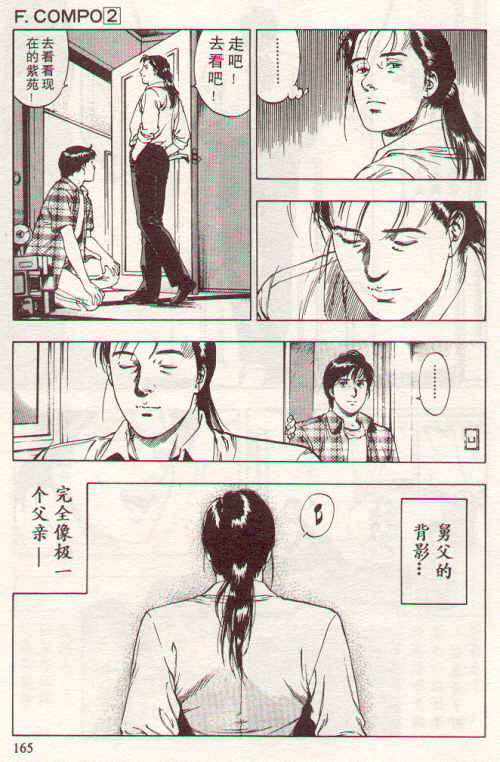 F. COMPO 2
…………
走吧！
去看吧！
去看看现
在的紫苑！
…………
舅父的
背影…
完全像极一
个父亲—
165